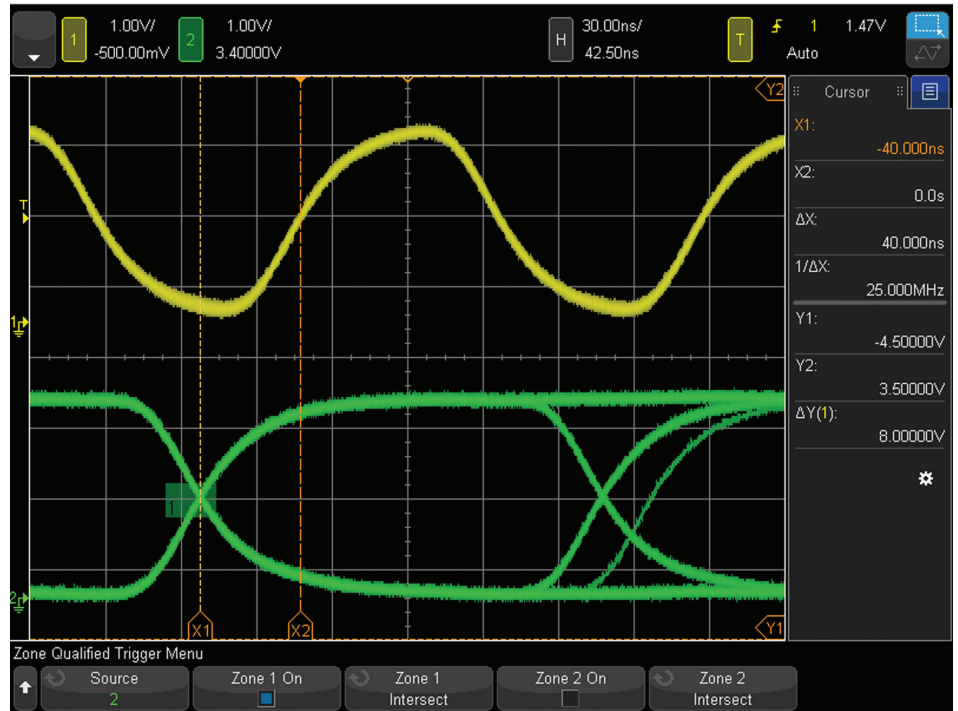 1
1.00V/
-500.00mV
2
1.00V/
3.40000V
H
30.00ns/
42.50ns
T
1
1.47V
Auto
Y2
Cursor
X1:
-40.000ns
X2:
0.0s
ΔX:
40.000ns
1/ΔX:
25.000MHz
Y1:
-4.50000V
Y2:
3.50000V
ΔY(1):
8.00000V
T
1
1
2
X1
X2
Y1
Zone Qualified Trigger Menu
Source
2
Zone 1 On
Zone 1
Intersect
Zone 2 On
Zone 2
Intersect